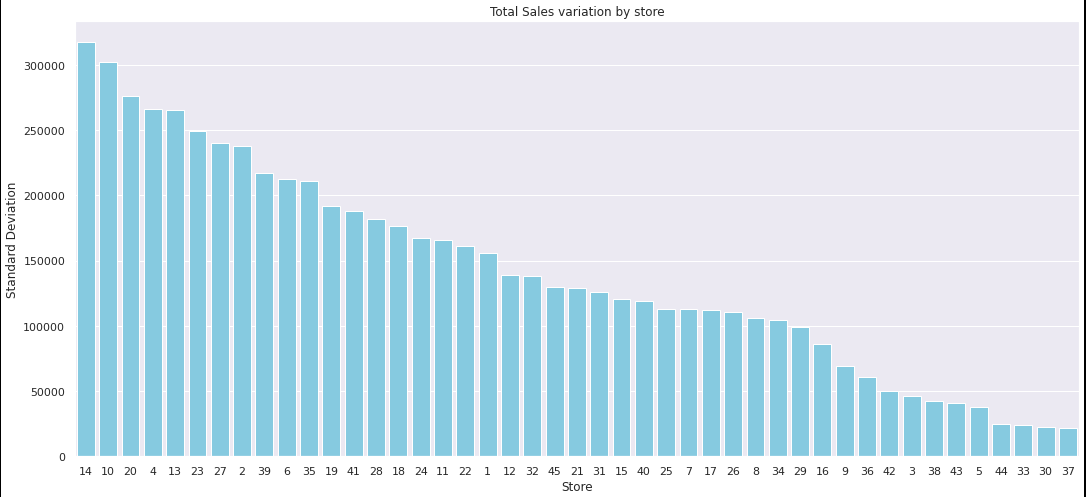 Total Sales variation by store
Standard Deviation
300000
250000
200000
150000
100000
50000
0
14 10 20 4 13 23 27 2 39 6 35 19 41 28 18 24 11 22 1 12 32 45 21 31 15 40 25 7 17 26 8 34 29 16 9 36 42 3 38 43 5 44 33 30 37
Store